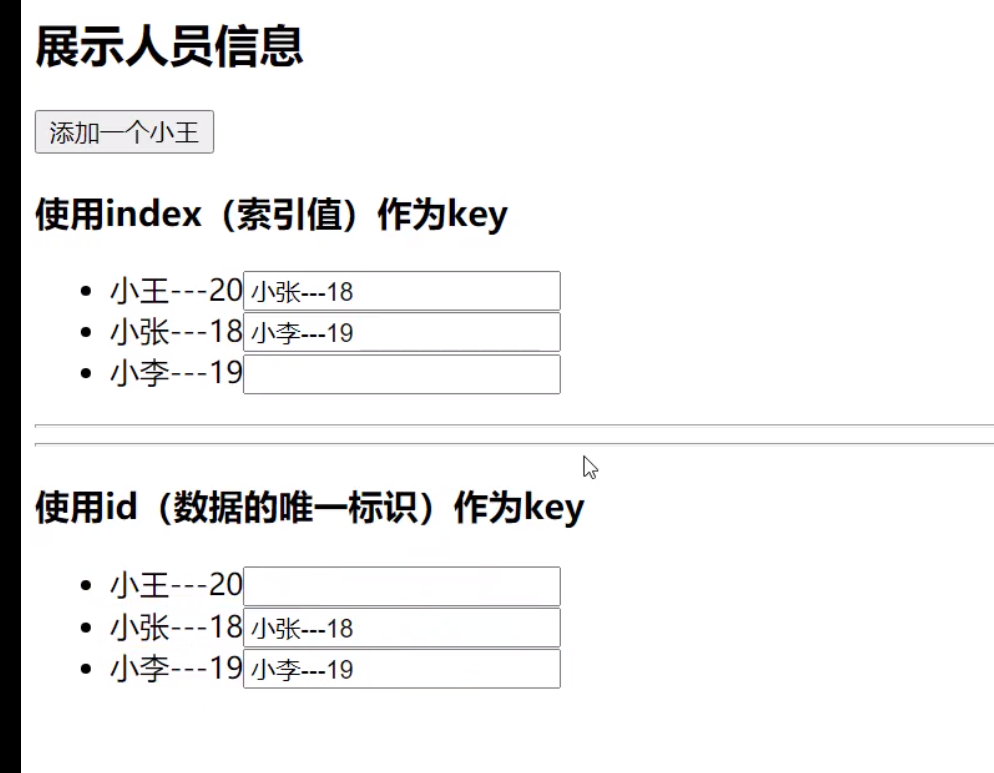 展示人员信息
添加一个小王
使用index（索引值）作为key
小王---20 小张---18
小张---18 小李---19
小李---19
使用id（数据的唯一标识）作为key
小王---20
小张---18 小张---18
小李---19 小李---19